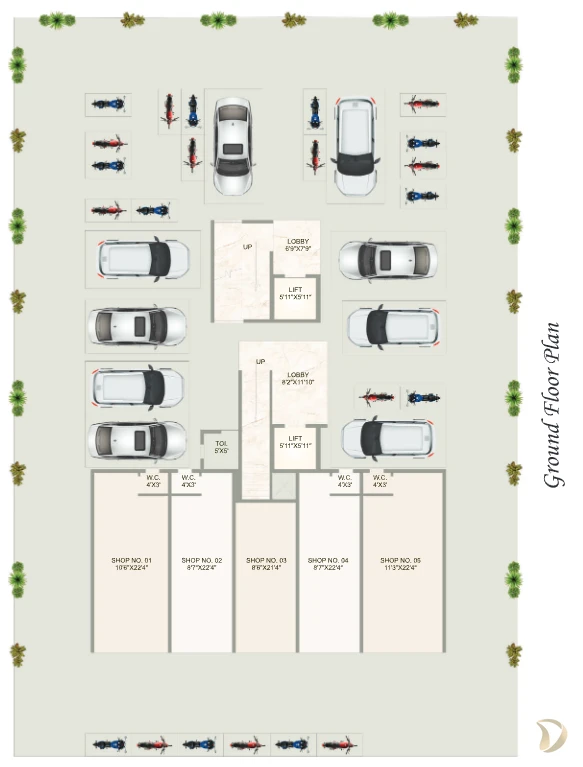 UP
LOBBY
6'9"X7'9"
LIFT
5'11"X5'11"
UP
LOBBY
8'2"X11'10"
LIFT
5'11"X5'11"
TOI.
5'X5'
W.C.
4'X3'
W.C.
4'X3'
W.C.
4'X3'
W.C.
4'X3'
SHOP NO. 01
10'6"X22'4"
SHOP NO. 02
8'7"X22'4"
SHOP NO. 03
8'6"X21'4"
SHOP NO. 04
8'7"X22'4"
SHOP NO. 05
11'3"X22'4"
Ground Floor Plan